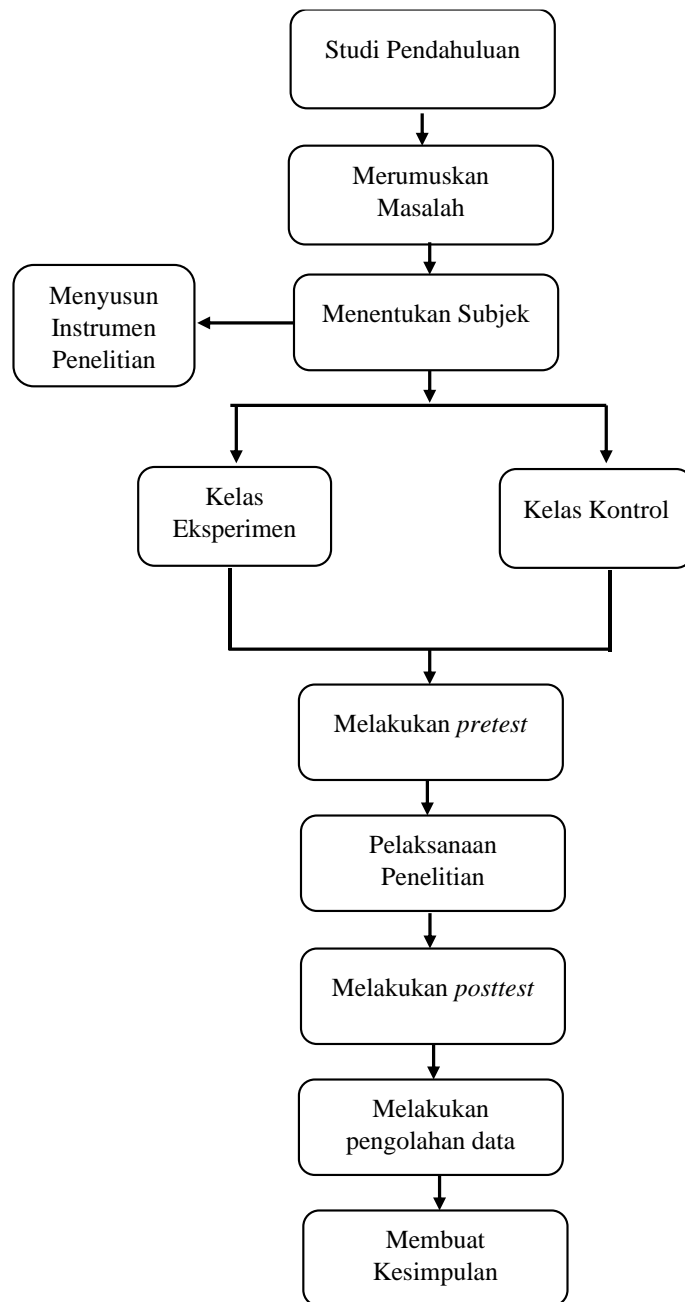 Studi Pendahuluan
Merumuskan
Masalah
Menyusun
Instrumen
Penelitian
Menentukan Subjek
Kelas
Eksperimen
Kelas Kontrol
Melakukan pretest
Pelaksanaan
Penelitian
Melakukan posttest
Melakukan
pengolahan data
Membuat
Kesimpulan